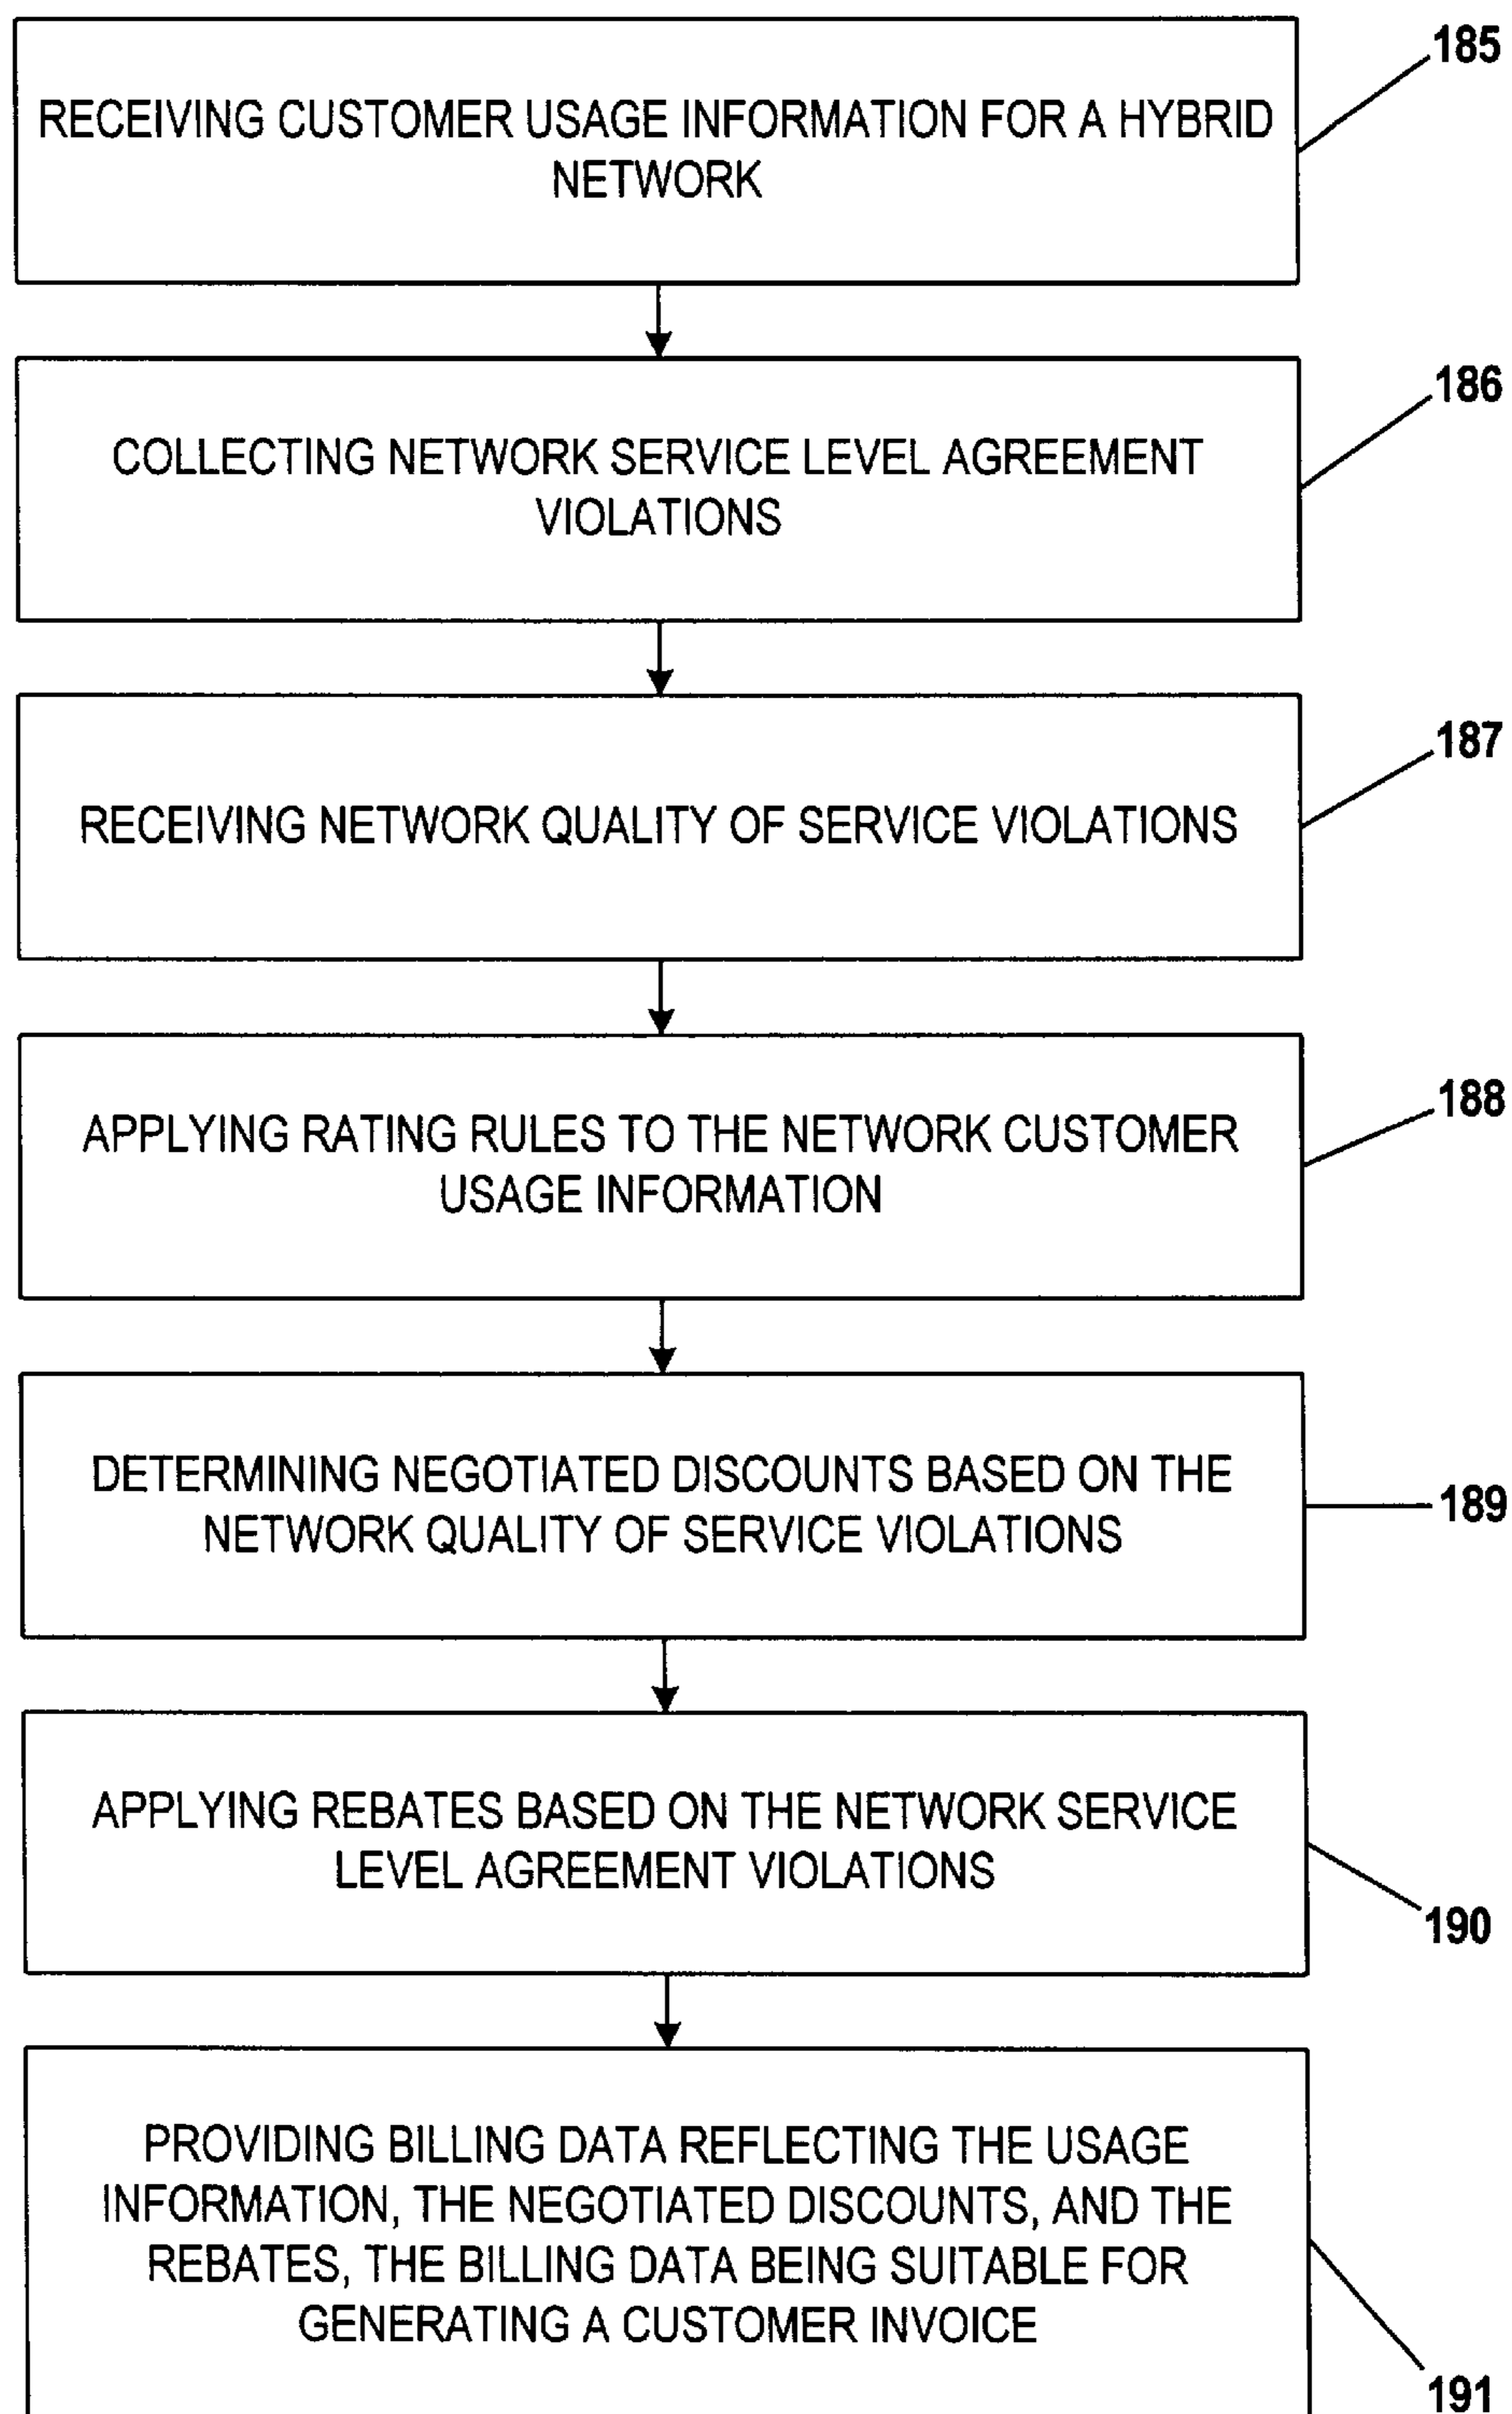 185
RECEIVING CUSTOMER USAGE INFORMATION FOR A HYBRID
NETWORK
186
COLLECTING NETWORK SERVICE LEVEL AGREEMENT
VIOLATIONS
187
RECEIVING NETWORK QUALITY OF SERVICE VIOLATIONS
188
APPLYING RATING RULES TO THE NETWORK CUSTOMER
USAGE INFORMATION
DETERMINING NEGOTIATED DISCOUNTS BASED ON THE
189
NETWORK QUALITY OF SERVICE VIOLATIONS
APPLYING REBATES BASED ON THE NETWORK SERVICE
LEVEL AGREEMENT VIOLATIONS
190
PROVIDING BILLING DATA REFLECTING THE USAGE
INFORMATION, THE NEGOTIATED DISCOUNTS, AND THE
REBATES, THE BILLING DATA BEING SUITABLE FOR
GENERATING A CUSTOMER INVOICE
191